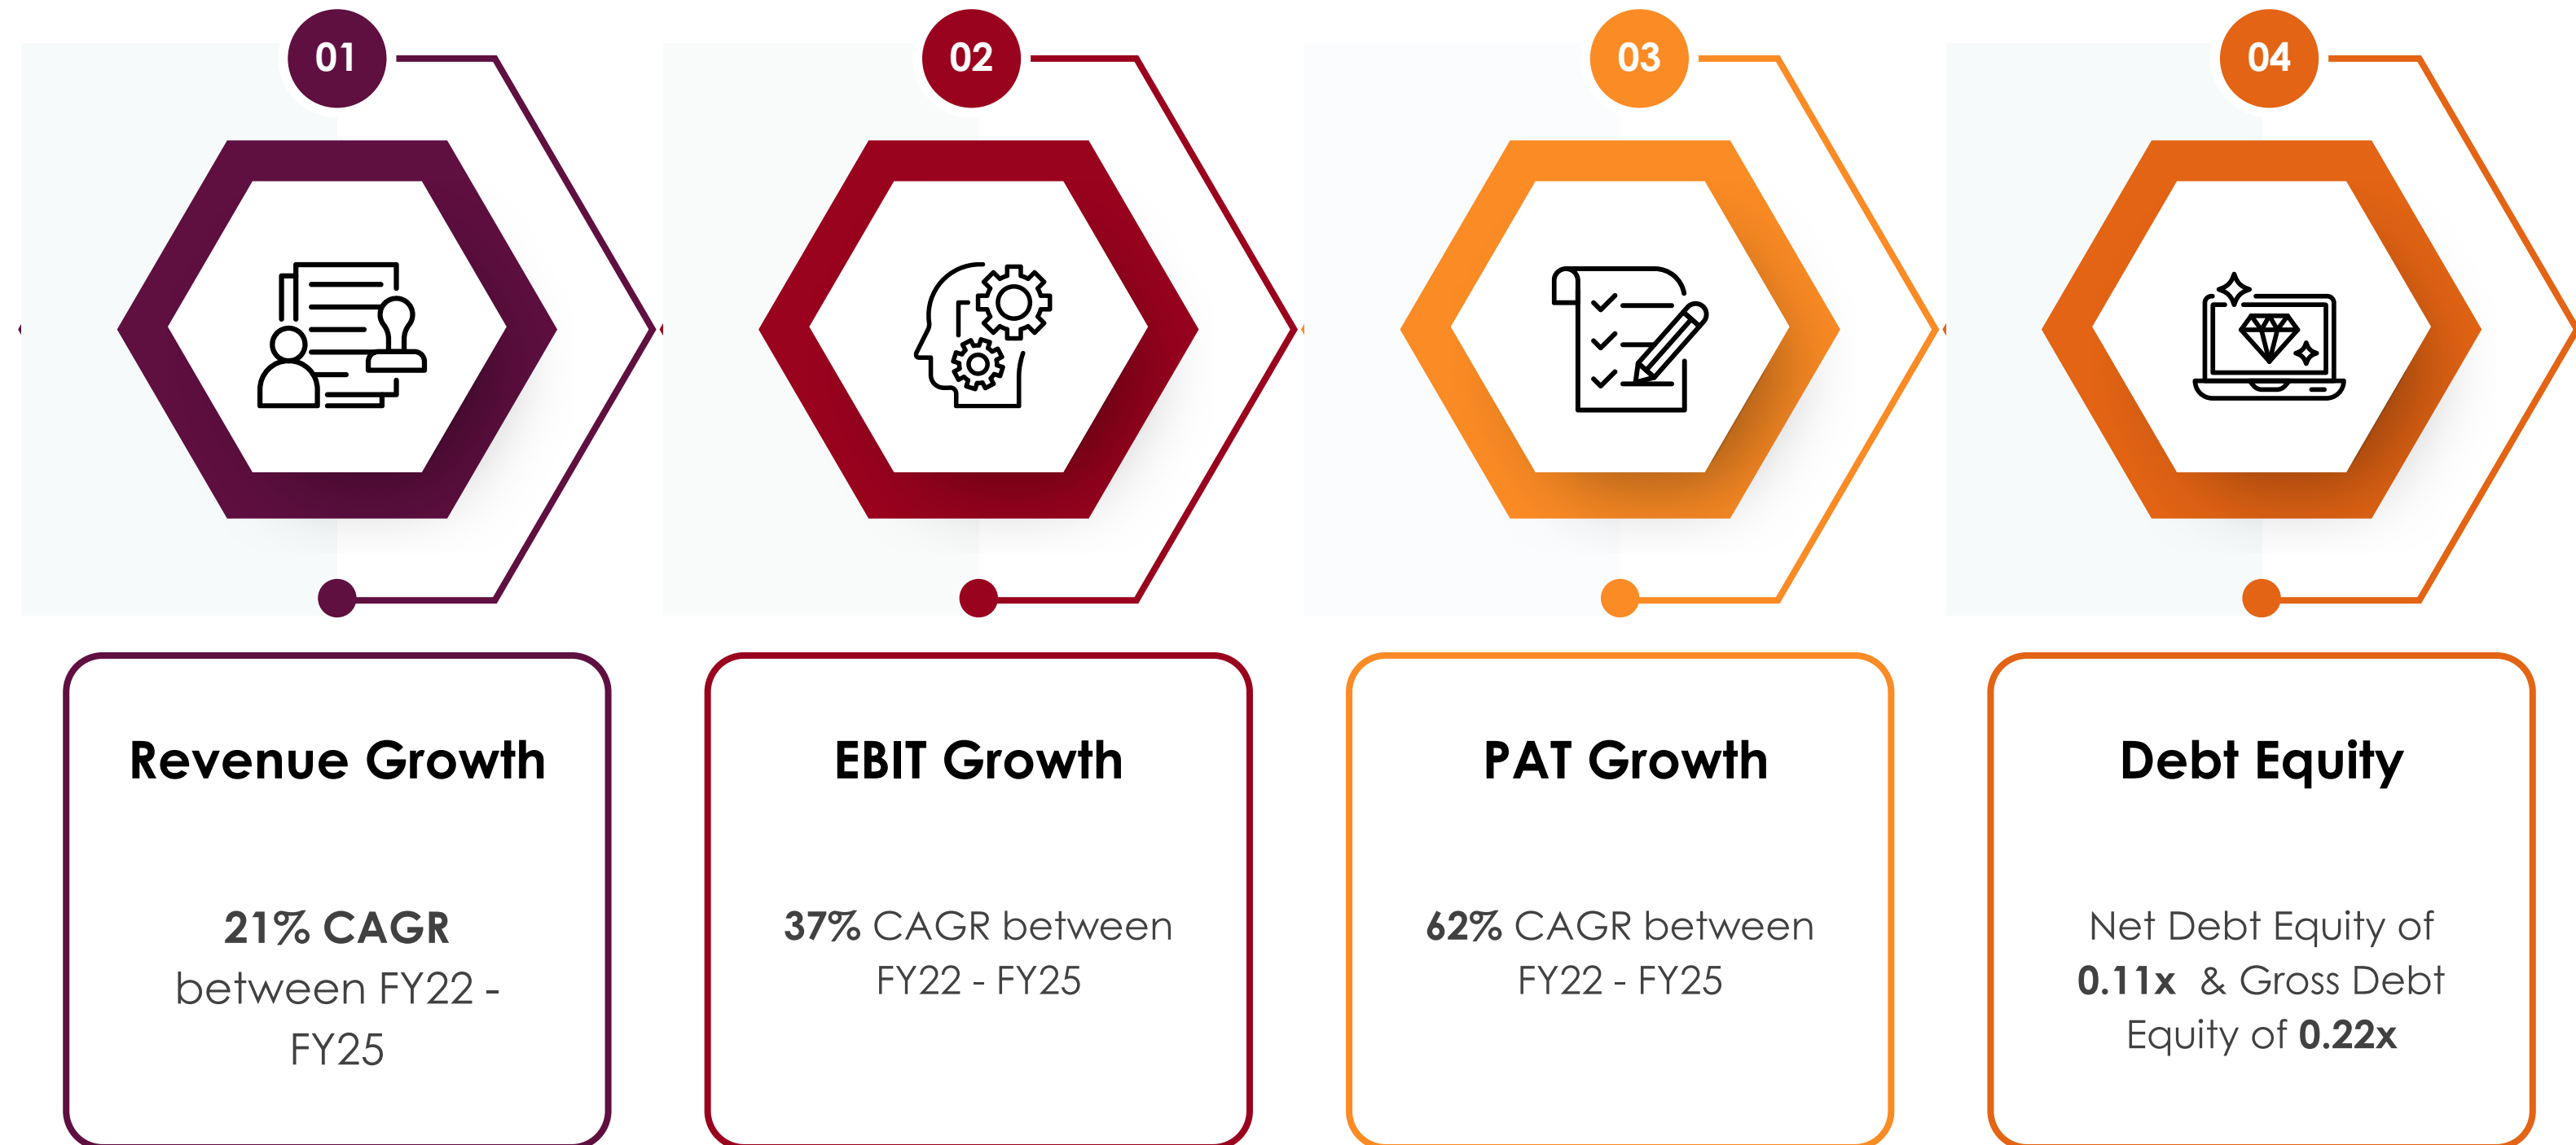 01
Revenue Growth
21% CAGR
between FY22 -
FY25
02
EBIT Growth
37% CAGR between
FY22 - FY25
03
PAT Growth
62% CAGR between
FY22 - FY25
04
Debt Equity
Net Debt Equity of
0.11x & Gross Debt
Equity of 0.22x